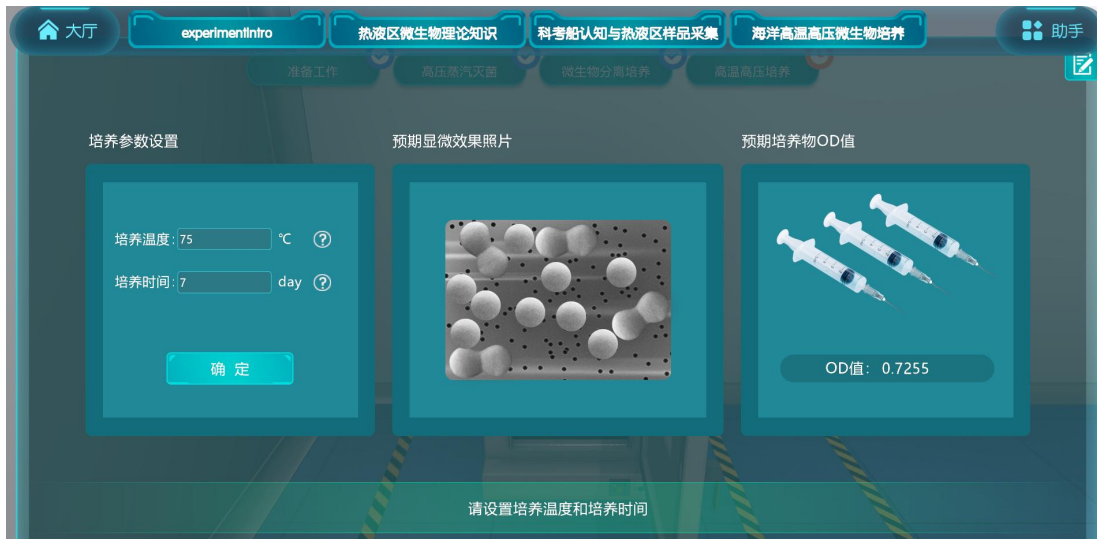 大厅
experimentIntro
热液区微生物理论知识
科考船认知与热液区样品采集
海洋高温高压微生物培养
助手
准备工作
高压蒸汽灭菌
微生物分离培养
高温高压培养
培养参数设置
预期显微效果照片
预期培养物OD值
培养温度: 75 ℃ ?
培养时间: 7 day ?
确 定
OD值: 0.7255
请设置培养温度和培养时间